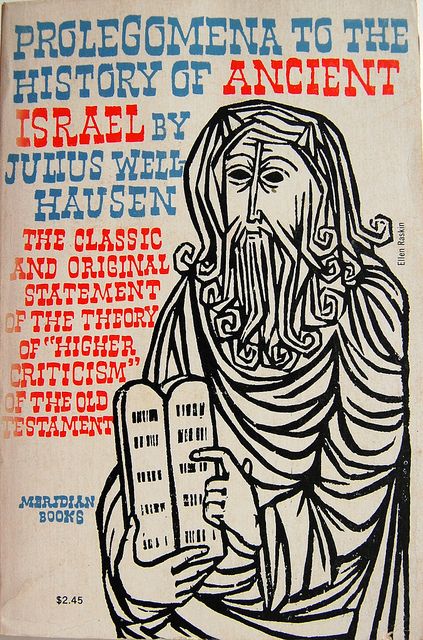 PROLEGOMENA TO THE
HISTORY OF ANCIENT
ISRAEL BY
JULIUS WELL-
HAUSEN
THE CLASSIC
AND ORIGINAL
STATEMENT
OF THE THEORY
OF "HIGHER
CRITICISM"
OF THE OLD
TESTAMENT
Ellen Raskin
MERIDIAN
BOOKS
$2.45